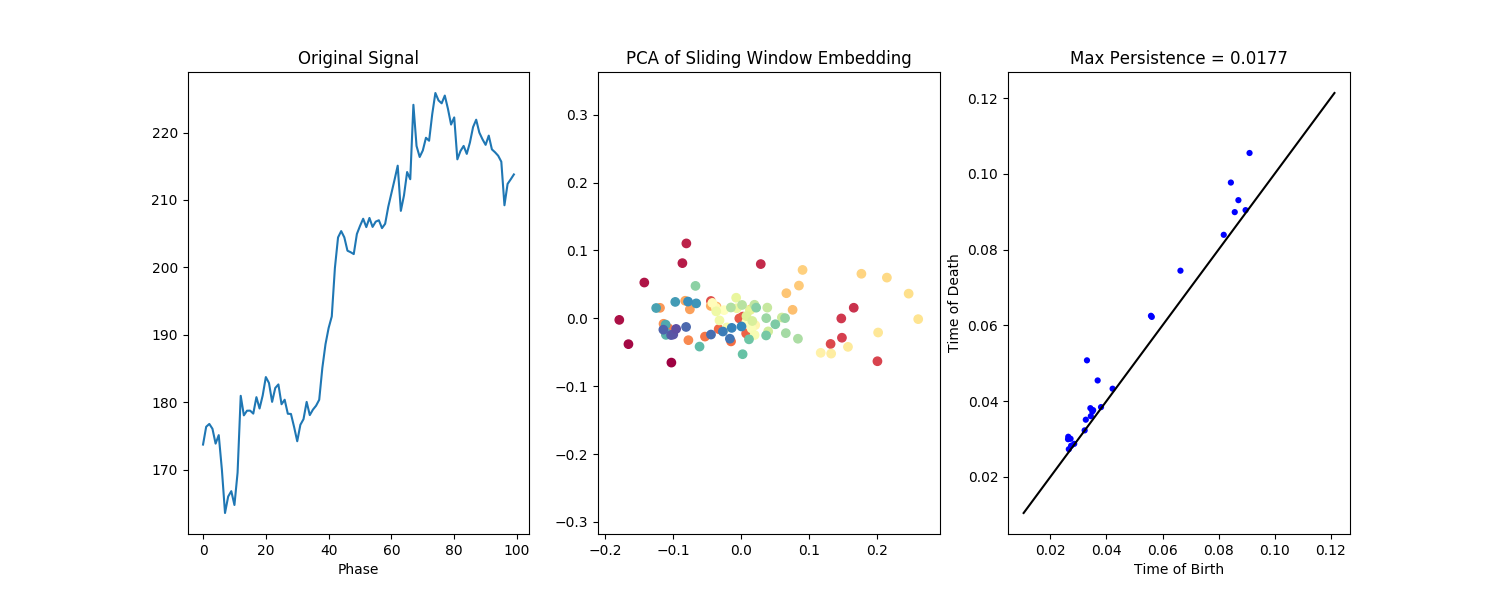 Original Signal
220
210
200
190
180
170
0 20 40 60 80 100
Phase
PCA of Sliding Window Embedding
0.3
0.2
0.1
0.0
−0.1
−0.2
−0.3
−0.2 −0.1 0.0 0.1 0.2
Max Persistence = 0.0177
Time of Death
0.12
0.10
0.08
0.06
0.04
0.02
0.02 0.04 0.06 0.08 0.10 0.12
Time of Birth